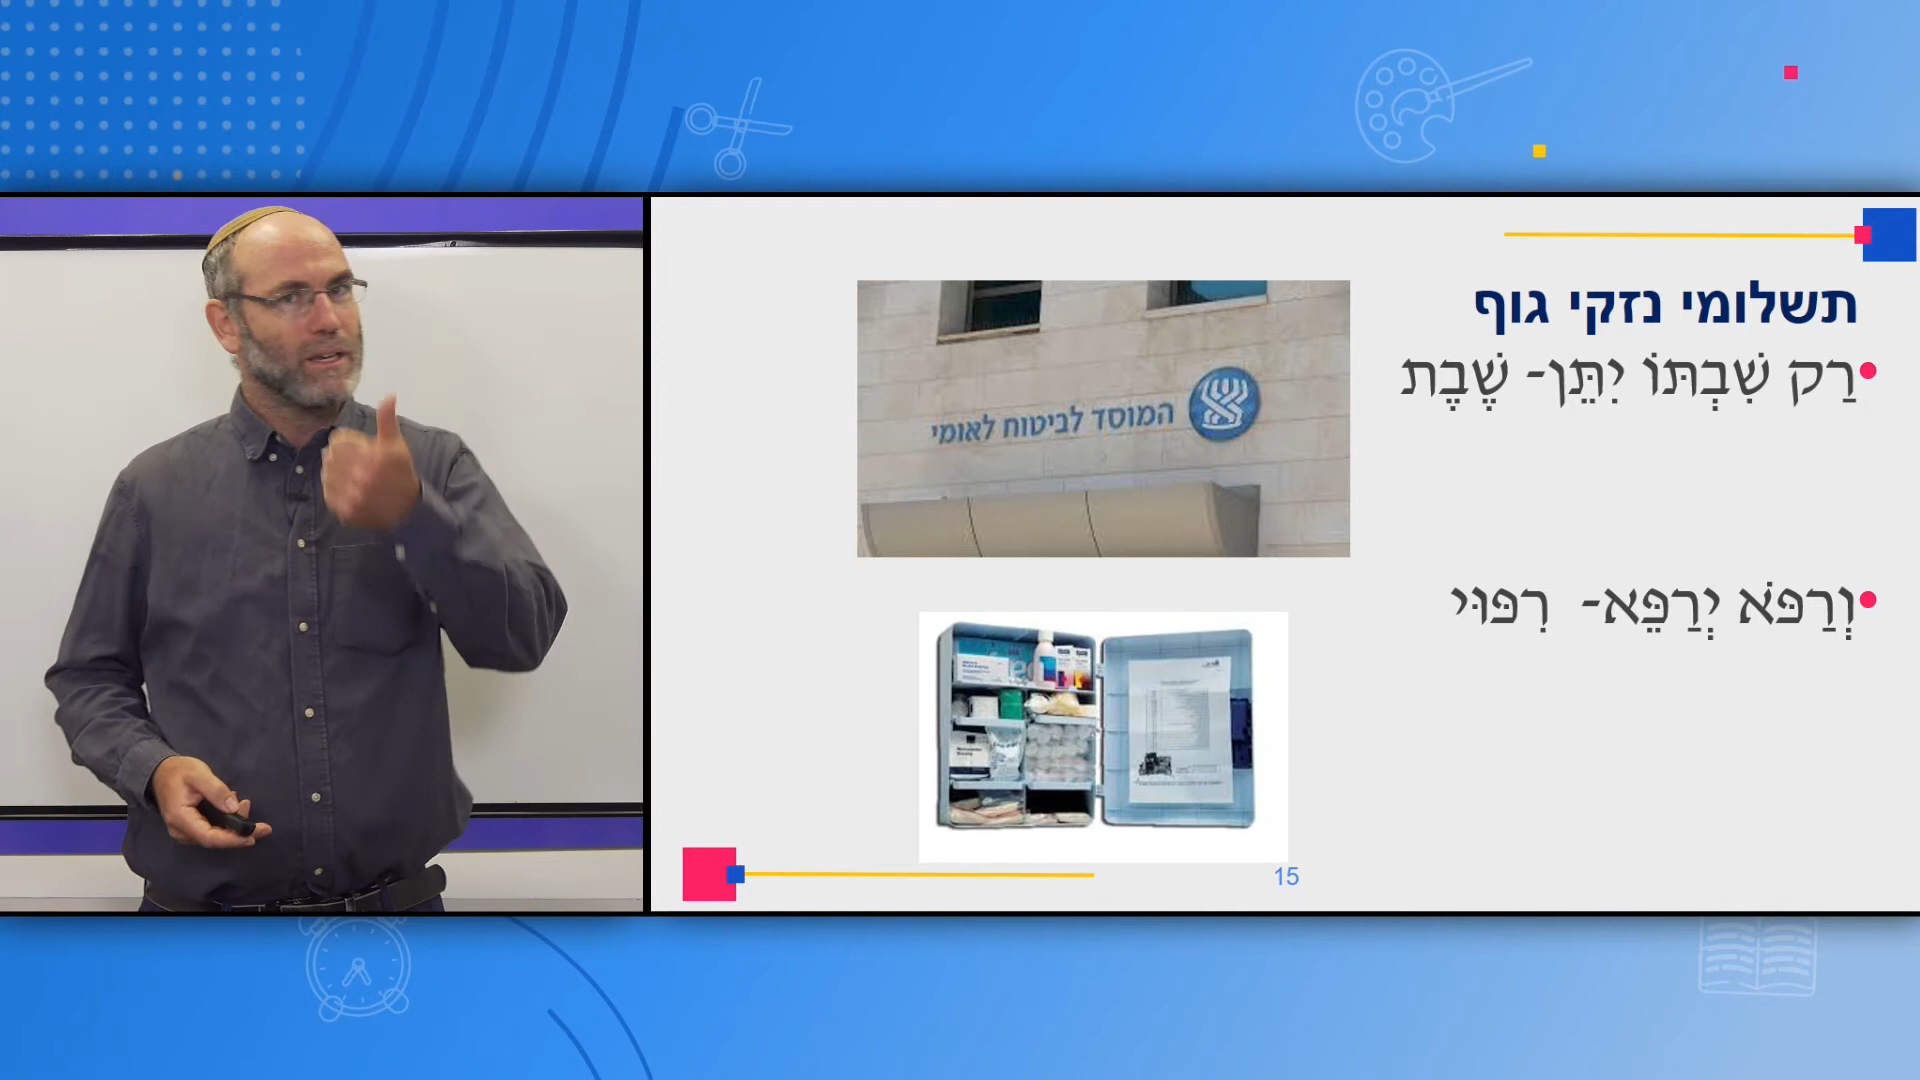 תשלומי נזקי גוף
רַק שִׁבְתּוֹ יִתֵּן- שֶׁבֶת
המוסד לביטוח לאומי
וְרַפֹּא יְרַפֵּא- רִפּוּי
15